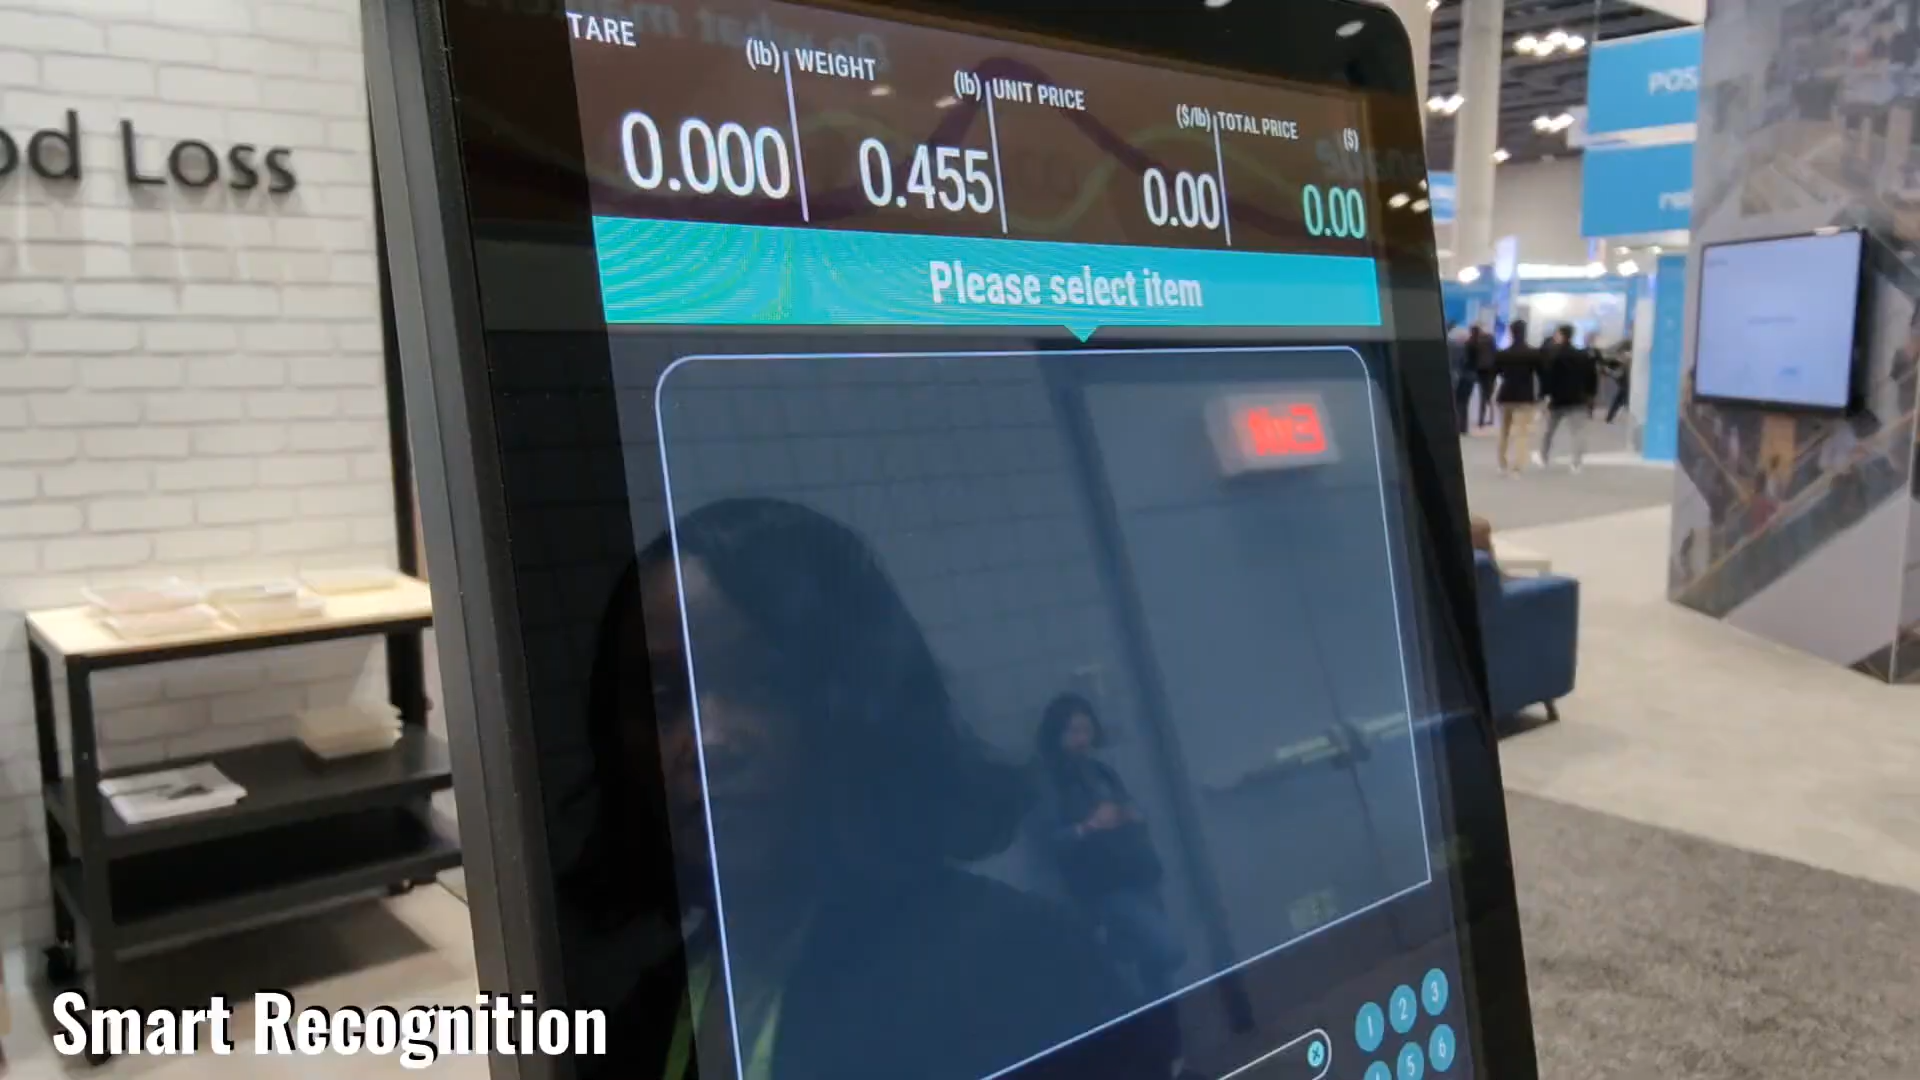 TARE (lb) WEIGHT (lb) UNIT PRICE ($/lb) TOTAL PRICE ($)
0.000 0.455 0.00 0.00
Please select item
Loss
POS
1 2 3
5 6
Smart Recognition